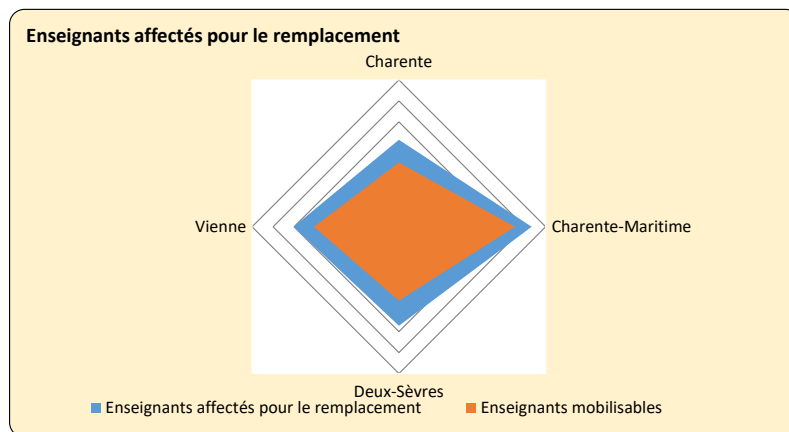 Enseignants affectés pour le remplacement
Charente
Vienne
Charente-Maritime
Deux-Sèvres
Enseignants affectés pour le remplacement
Enseignants mobilisables